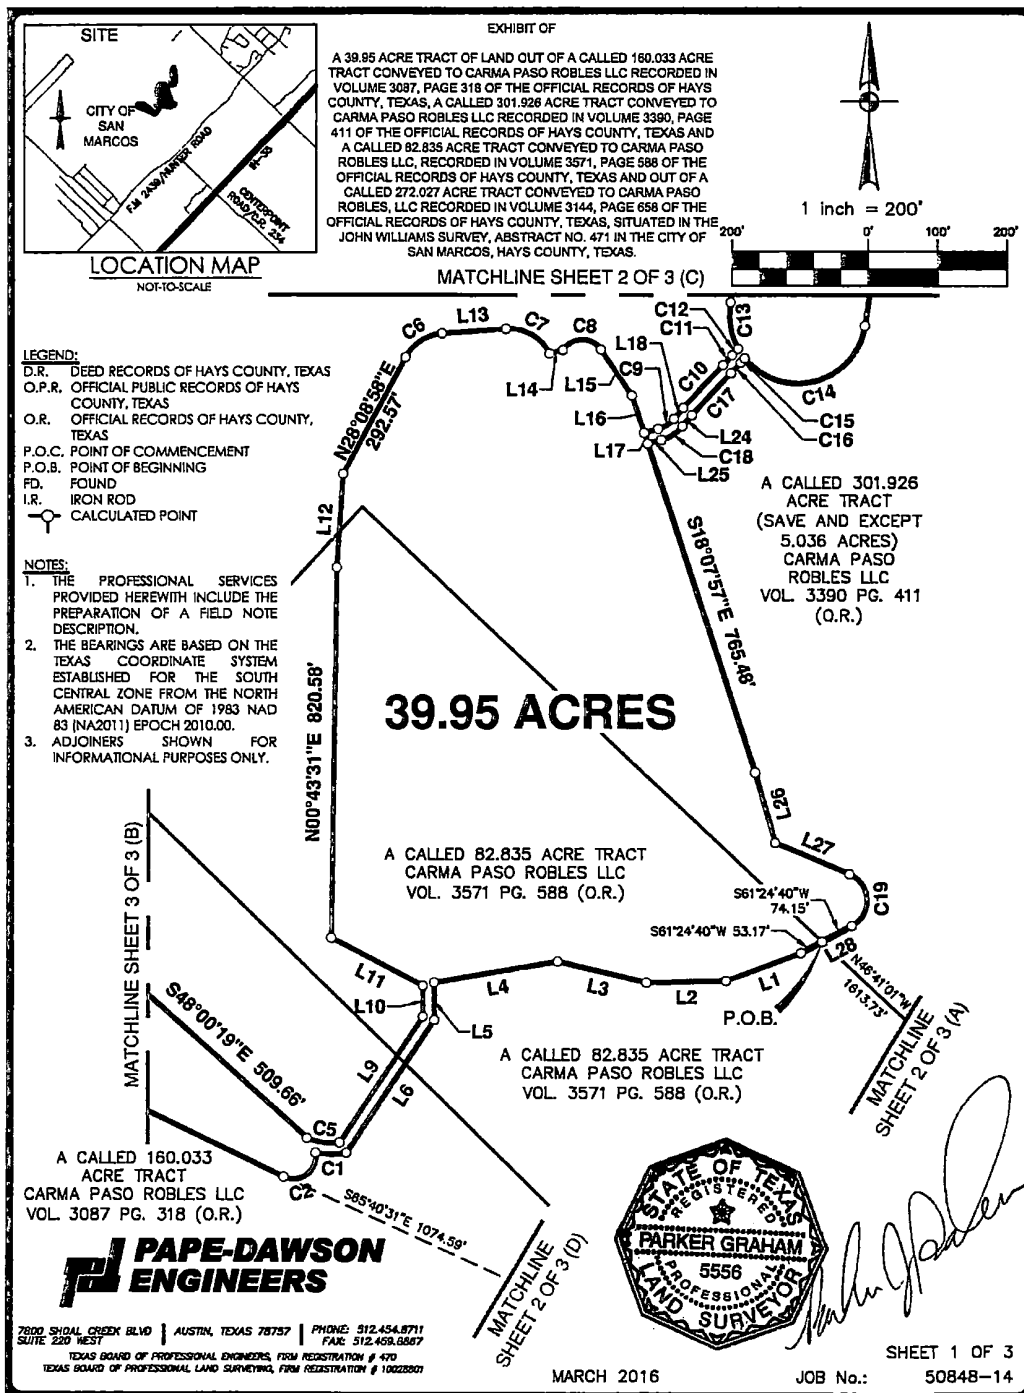 SITE
CITY OF
SAN
MARCOS
F.M. 2439/HUNTER ROAD
IH-35
CENTERPOINT
ROAD/C.R. 234
LOCATION MAP
NOT-TO-SCALE
EXHIBIT OF
A 39.95 ACRE TRACT OF LAND OUT OF A CALLED 160.033 ACRE
TRACT CONVEYED TO CARMA PASO ROBLES LLC RECORDED IN
VOLUME 3087, PAGE 318 OF THE OFFICIAL RECORDS OF HAYS
COUNTY, TEXAS, A CALLED 301.926 ACRE TRACT CONVEYED TO
CARMA PASO ROBLES LLC RECORDED IN VOLUME 3390, PAGE
411 OF THE OFFICIAL RECORDS OF HAYS COUNTY, TEXAS AND
A CALLED 82.835 ACRE TRACT CONVEYED TO CARMA PASO
ROBLES LLC, RECORDED IN VOLUME 3571, PAGE 588 OF THE
OFFICIAL RECORDS OF HAYS COUNTY, TEXAS AND OUT OF A
CALLED 272.027 ACRE TRACT CONVEYED TO CARMA PASO
ROBLES, LLC RECORDED IN VOLUME 3144, PAGE 658 OF THE
OFFICIAL RECORDS OF HAYS COUNTY, TEXAS, SITUATED IN THE
JOHN WILLIAMS SURVEY, ABSTRACT NO. 471 IN THE CITY OF
SAN MARCOS, HAYS COUNTY, TEXAS.
1 inch = 200'
200' 0' 100' 200'
MATCHLINE SHEET 2 OF 3 (C)
LEGEND:
D.R. DEED RECORDS OF HAYS COUNTY, TEXAS
O.P.R. OFFICIAL PUBLIC RECORDS OF HAYS
COUNTY, TEXAS
O.R. OFFICIAL RECORDS OF HAYS COUNTY,
TEXAS
P.O.C. POINT OF COMMENCEMENT
P.O.B. POINT OF BEGINNING
FD. FOUND
I.R. IRON ROD
CALCULATED POINT
NOTES:
1. THE PROFESSIONAL SERVICES
PROVIDED HEREWITH INCLUDE THE
PREPARATION OF A FIELD NOTE
DESCRIPTION.
2. THE BEARINGS ARE BASED ON THE
TEXAS COORDINATE SYSTEM
ESTABLISHED FOR THE SOUTH
CENTRAL ZONE FROM THE NORTH
AMERICAN DATUM OF 1983 NAD
83 (NA2011) EPOCH 2010.00.
3. ADJOINERS SHOWN FOR
INFORMATIONAL PURPOSES ONLY.
C6
L13
C7
C8
L14
L15
L16
L17
C9
L18
C11
C12
C13
C10
C17
C14
C15
C16
L24
C18
L25
N28°08'58"E
292.57'
L12
N00°43'31"E 820.58'
S18°07'57"E 765.48'
A CALLED 301.926
ACRE TRACT
(SAVE AND EXCEPT
5.036 ACRES)
CARMA PASO
ROBLES LLC
VOL. 3390 PG. 411
(O.R.)
39.95 ACRES
L26
L27
C19
S61°24'40"W
74.15'
S61°24'40"W 53.17'
L28
N46°41'01"W
1613.73'
P.O.B.
A CALLED 82.835 ACRE TRACT
CARMA PASO ROBLES LLC
VOL. 3571 PG. 588 (O.R.)
L11
L10
L4
L3
L2
L1
L5
L9
L6
A CALLED 82.835 ACRE TRACT
CARMA PASO ROBLES LLC
VOL. 3571 PG. 588 (O.R.)
MATCHLINE
SHEET 2 OF 3 (A)
MATCHLINE SHEET 3 OF 3 (B)
S48°00'19"E 509.66'
C5
C1
C2
S65°40'31"E 1074.59'
A CALLED 160.033
ACRE TRACT
CARMA PASO ROBLES LLC
VOL. 3087 PG. 318 (O.R.)
MATCHLINE
SHEET 2 OF 3 (D)
STATE OF TEXAS
REGISTERED
PARKER GRAHAM
5556
PROFESSIONAL
LAND SURVEYOR
PAPE-DAWSON
ENGINEERS
7800 SHOAL CREEK BLVD | AUSTIN, TEXAS 78757 | PHONE: 512.454.8711
SUITE 220 WEST FAX: 512.459.8867
TEXAS BOARD OF PROFESSIONAL ENGINEERS, FIRM REGISTRATION # 470
TEXAS BOARD OF PROFESSIONAL LAND SURVEYING, FIRM REGISTRATION # 10028801
MARCH 2016
SHEET 1 OF 3
JOB No.: 50848-14